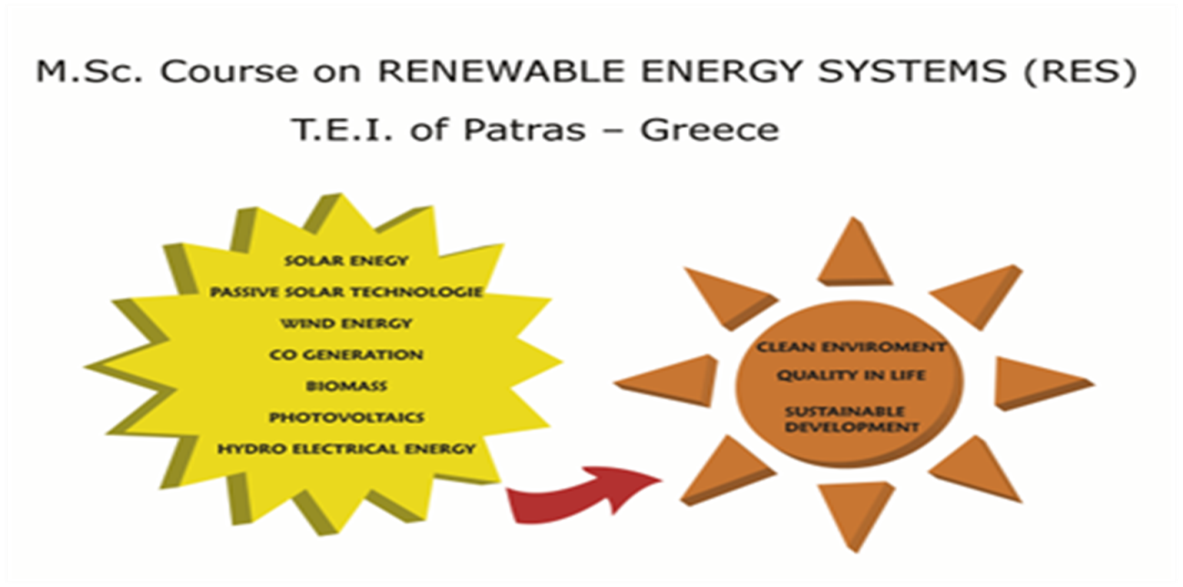 M.Sc. Course on RENEWABLE ENERGY SYSTEMS (RES)
T.E.I. of Patras – Greece
SOLAR ENEGY
PASSIVE SOLAR TECHNOLOGIE
WIND ENERGY
CO GENERATION
BIOMASS
PHOTOVOLTAICS
HYDRO ELECTRICAL ENERGY
CLEAN ENVIROMENT
QUALITY IN LIFE
SUSTAINABLE
DEVELOPMENT